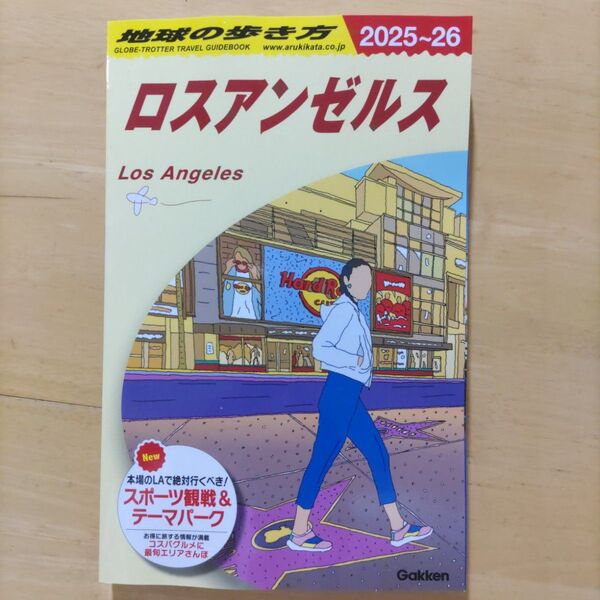 地球の歩き方
GLOBE-TROTTER TRAVEL GUIDEBOOK
www.arukikata.co.jp
2025~26
ロスアンゼルス
Los Angeles
Hard Ro
CAFE
New
本場のLAで絶対行くべき!
スポーツ観戦&
テーマパーク
お得に旅する情報が満載
コスパグルメに
最旬エリアさんぽ
Gakken